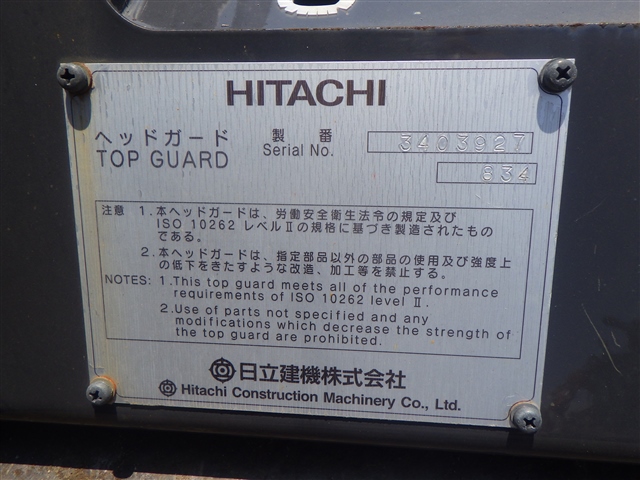 HITACHI
ヘッドガード 製番 3403927
TOP GUARD Serial No.
834
注意 1.本ヘッドガードは、労働安全衛生法令の規定及び
ISO 10262 レベルⅡの規格に基づき製造されたもの
である。
2.本ヘッドガードは、指定部品以外の部品の使用及び強度上
の低下をきたすような改造、加工等を禁止する。
NOTES: 1.This top guard meets all of the performance
requirements of ISO 10262 level Ⅱ.
2.Use of parts not specified and any
modifications which decrease the strength of
the top guard are prohibited.
日立建機株式会社
Hitachi Construction Machinery Co., Ltd.